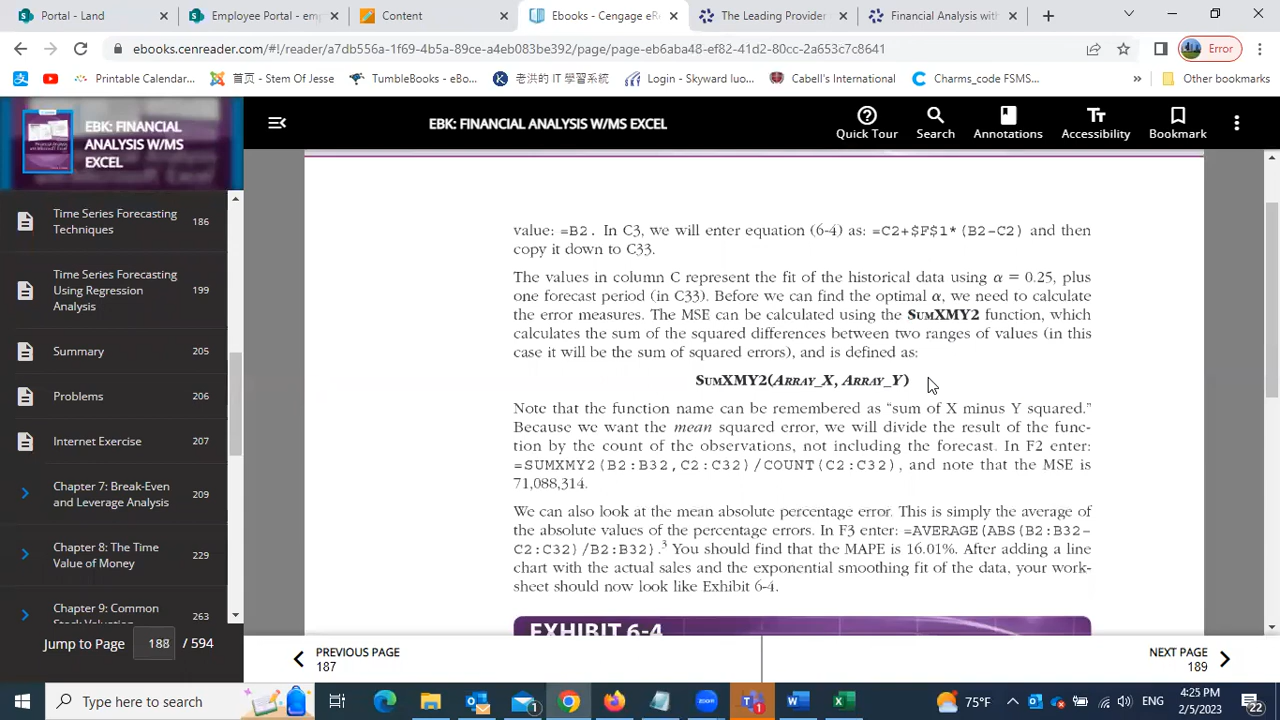 Portal - Land
Employee Portal - emp
Content
Ebooks - Cengage eRe
The Leading Provider
Financial Analysis with
ebooks.cenreader.com/#!/reader/a7db556a-1f69-4b5a-89ce-a4eb083be392/page/page-eb6aba48-ef82-41d2-80cc-2a653c7c8641
Error
Printable Calendar...
首页 - Stem Of Jesse
TumbleBooks - eBo...
老洪的 IT 學習系統
Login - Skyward luo...
Cabell's International
Charms_code FSMS...
Other bookmarks
EBK: FINANCIAL
ANALYSIS W/MS
EXCEL
EBK: FINANCIAL ANALYSIS W/MS EXCEL
Quick Tour
Search
Annotations
Accessibility
Bookmark
Time Series Forecasting
Techniques
186
Time Series Forecasting
Using Regression
Analysis
199
Summary
205
Problems
206
Internet Exercise
207
Chapter 7: Break-Even
and Leverage Analysis
209
Chapter 8: The Time
Value of Money
229
Chapter 9: Common
263
Jump to Page 188 / 594
value: =B2. In C3, we will enter equation (6-4) as: =C2+$F$1*(B2-C2) and then
copy it down to C33.
The values in column C represent the fit of the historical data using α = 0.25, plus
one forecast period (in C33). Before we can find the optimal α, we need to calculate
the error measures. The MSE can be calculated using the SUMXMY2 function, which
calculates the sum of the squared differences between two ranges of values (in this
case it will be the sum of squared errors), and is defined as:
SUMXMY2(ARRAY_X, ARRAY_Y)
Note that the function name can be remembered as “sum of X minus Y squared.”
Because we want the mean squared error, we will divide the result of the func-
tion by the count of the observations, not including the forecast. In F2 enter:
=SUMXMY2(B2:B32,C2:C32)/COUNT(C2:C32), and note that the MSE is
71,088,314.
We can also look at the mean absolute percentage error. This is simply the average of
the absolute values of the percentage errors. In F3 enter: =AVERAGE(ABS(B2:B32-
C2:C32)/B2:B32).3 You should find that the MAPE is 16.01%. After adding a line
chart with the actual sales and the exponential smoothing fit of the data, your work-
sheet should now look like Exhibit 6-4.
EXHIBIT 6-4
PREVIOUS PAGE
187
NEXT PAGE
189
Type here to search
75°F
ENG
4:25 PM
2/5/2023
22